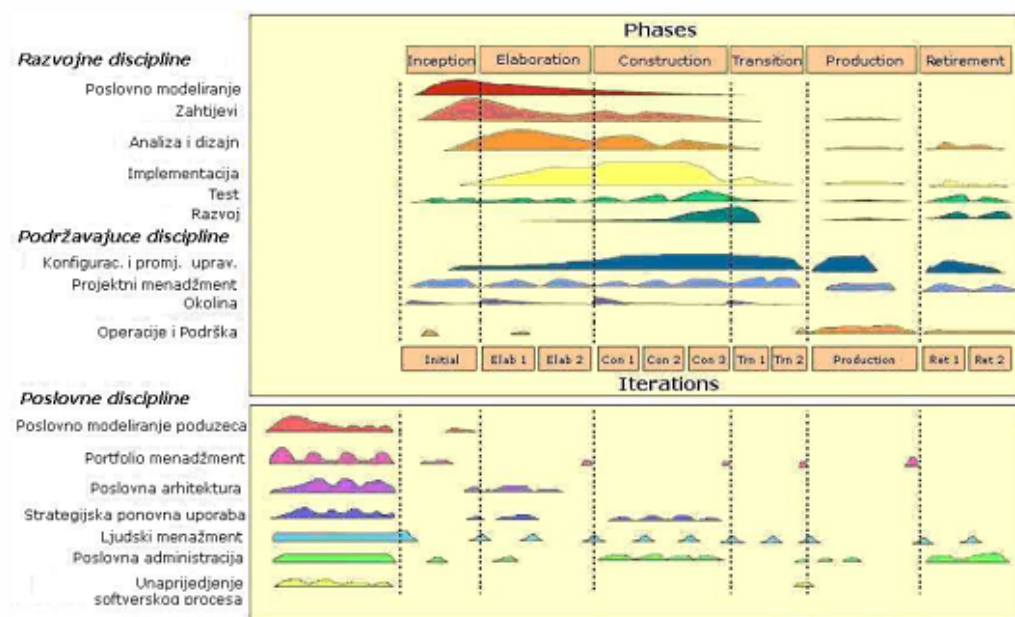 Phases
Razvojne discipline
Inception Elaboration Construction Transition Production Retirement
Poslovno modeliranje
Zahtijevi
Analiza i dizajn
Implementacija
Test
Razvoj
Podržavajuce discipline
Konfigurac. i promj. uprav.
Projektni menadžment
Okolina
Operacije i Podrška
Initial Elab 1 Elab 2 Con 1 Con 2 Con 3 Trn 1 Trn 2 Production Ret 1 Ret 2
Iterations
Poslovne discipline
Poslovno modeliranje poduzeca
Portfolio menadžment
Poslovna arhitektura
Strategijska ponovna uporaba
Ljudski menažment
Poslovna administracija
Unaprijedjenje
softverskog procesa